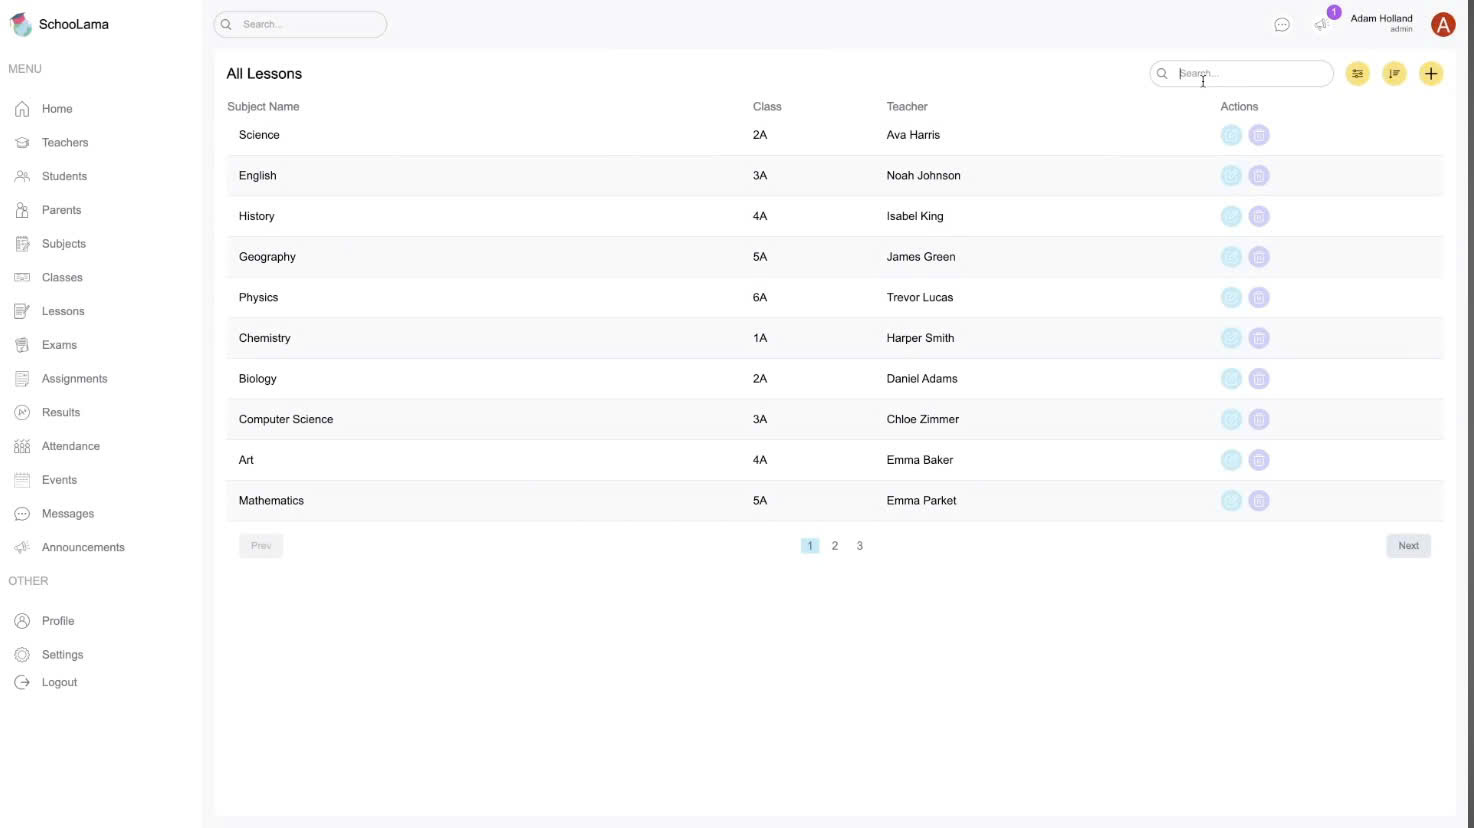 SchooLama
Search...
1
Adam Holland
admin
A
MENU
Home
Teachers
Students
Parents
Subjects
Classes
Lessons
Exams
Assignments
Results
Attendance
Events
Messages
Announcements
OTHER
Profile
Settings
Logout
All Lessons
Search...
Subject Name Class Teacher Actions
Science 2A Ava Harris
English 3A Noah Johnson
History 4A Isabel King
Geography 5A James Green
Physics 6A Trevor Lucas
Chemistry 1A Harper Smith
Biology 2A Daniel Adams
Computer Science 3A Chloe Zimmer
Art 4A Emma Baker
Mathematics 5A Emma Parket
Prev 1 2 3 Next